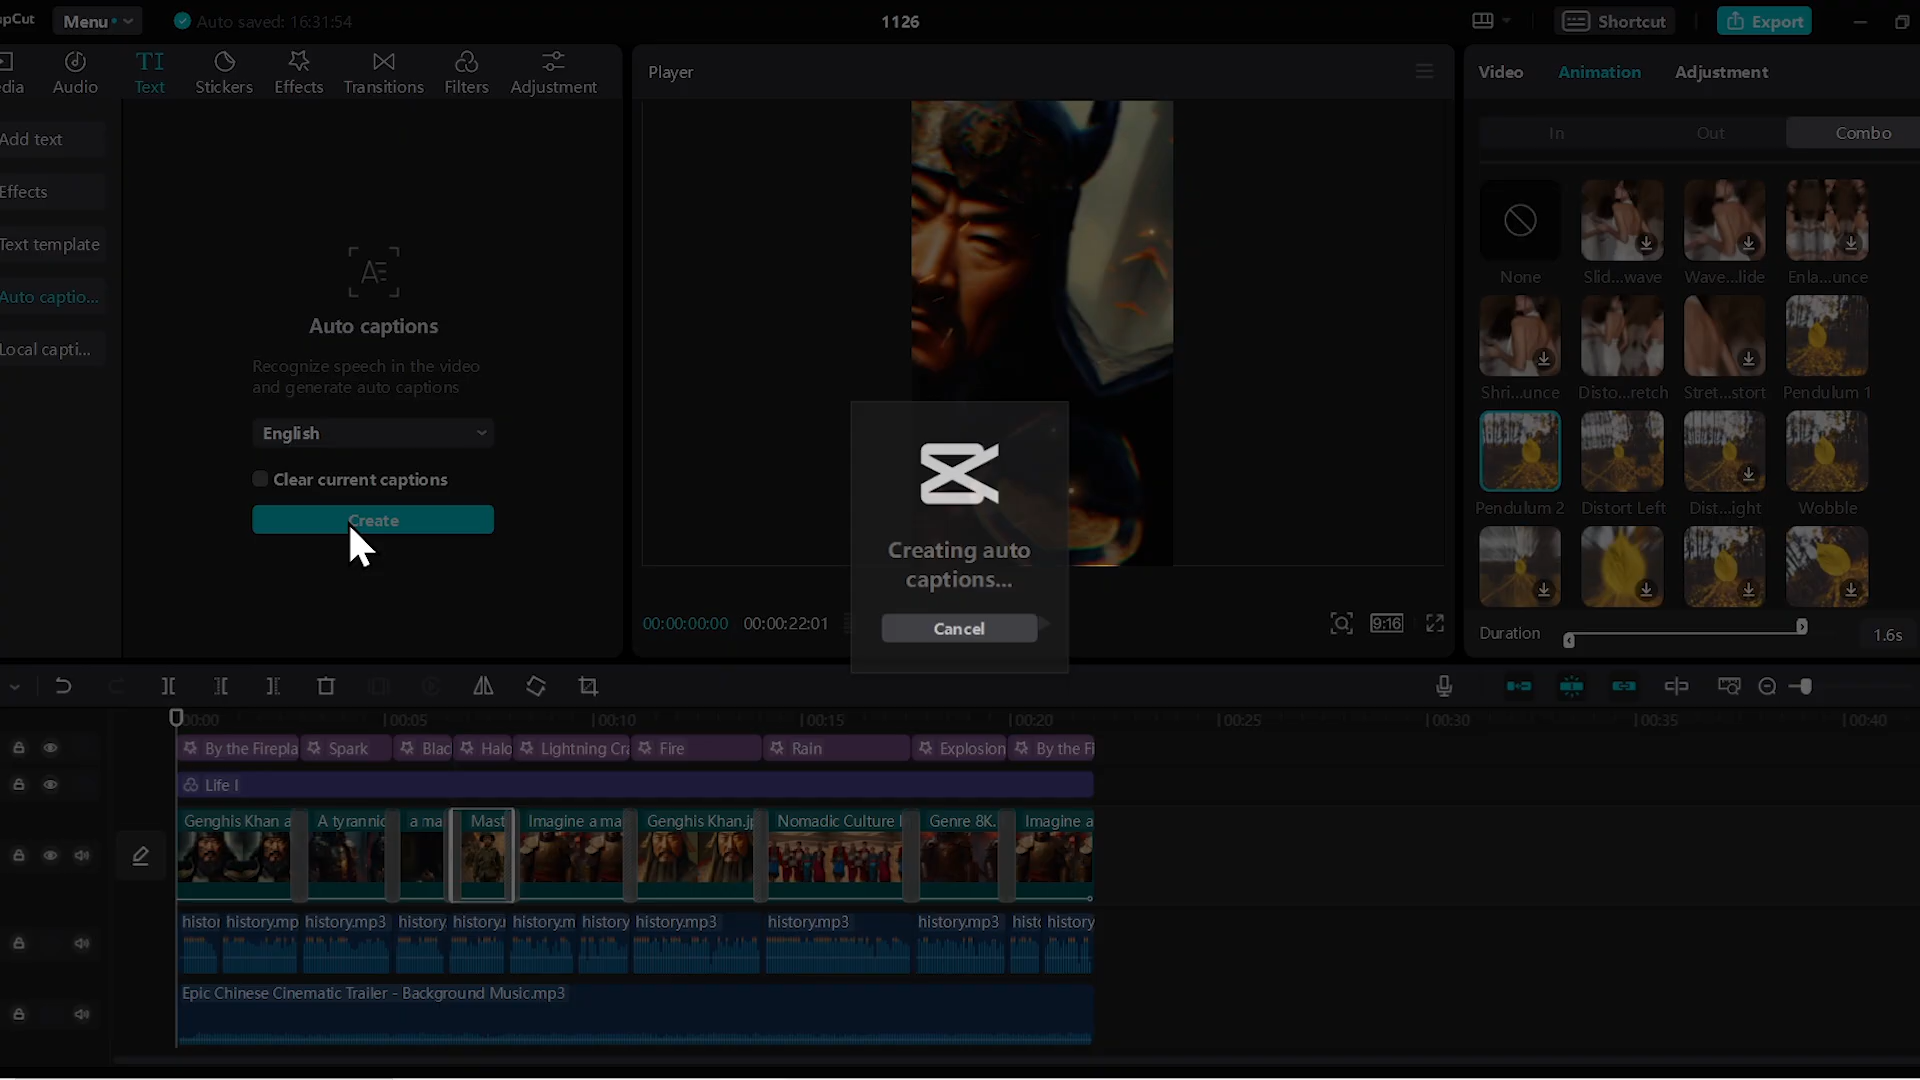 pCut
Menu
Auto saved: 16:31:54
1126
Shortcut
Export
dia
Audio
TI
Text
Stickers
Effects
Transitions
Filters
Adjustment
Player
Video
Animation
Adjustment
In
Out
Combo
Add text
Effects
Text template
Auto captio...
Local capti...
AE
Auto captions
Recognize speech in the video
and generate auto captions
English
Clear current captions
Create
Creating auto
captions...
Cancel
None
Slid...wave
Wave...lide
Enla...unce
Shri...unce
Disto...retch
Stret...stort
Pendulum 1
Pendulum 2
Distort Left
Dist...ight
Wobble
00:00:00:00
00:00:22:01
9:16
Duration
1.6s
00:00
00:05
00:10
00:15
00:20
00:25
00:30
00:35
00:40
By the Firepla
Spark
Blac
Halo
Lightning Cra
Fire
Rain
Explosion
By the Fi
Life I
Genghis Khan a
A tyrannic
a ma
Mast
Imagine a ma
Genghis Khan.jp
Nomadic Culture
Genre 8K.
Imagine a
histor
history.mp
history.mp3
history
history.r
history.m
history
history.mp3
history.mp3
history.mp3
histo
history
Epic Chinese Cinematic Trailer - Background Music.mp3